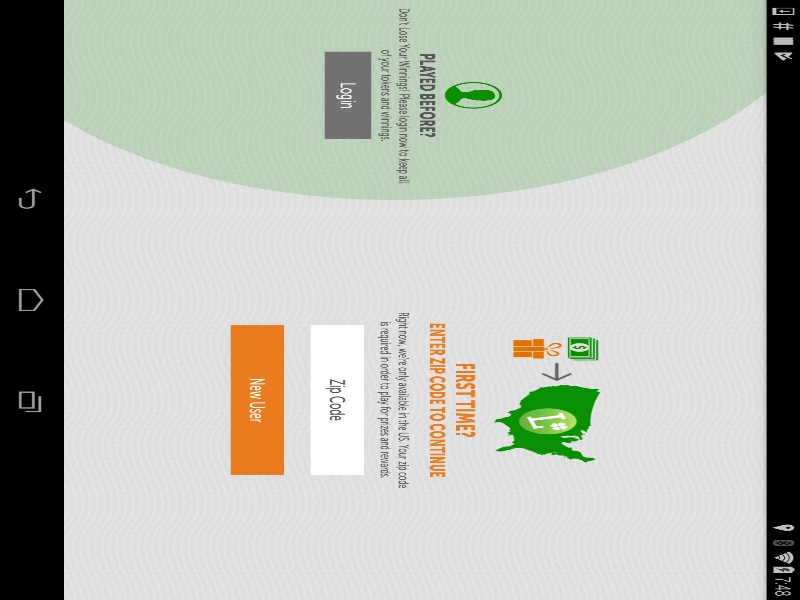 7:48
PLAYED BEFORE?
Don't Lose Your Winnings! Please login now to keep all
of your tokens and winnings.
Login
L#
FIRST TIME?
ENTER ZIP CODE TO CONTINUE
Right now, we're only available in the US. Your zip code
is required in order to play for prizes and rewards.
Zip Code
New User